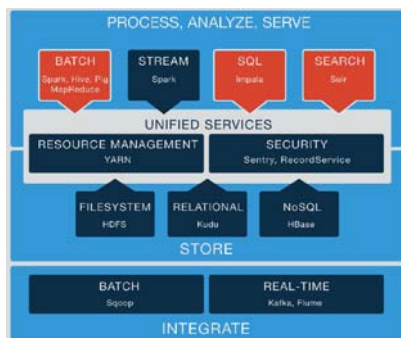 PROCESS, ANALYZE, SERVE
BATCH
Spark, Hive, Pig
MapReduce
STREAM
Spark
SQL
Impala
SEARCH
Solr
UNIFIED SERVICES
RESOURCE MANAGEMENT
YARN
SECURITY
Sentry, RecordService
FILESYSTEM
HDFS
RELATIONAL
Kudu
NoSQL
HBase
STORE
BATCH
Sqoop
REAL-TIME
Kafka, Flume
INTEGRATE